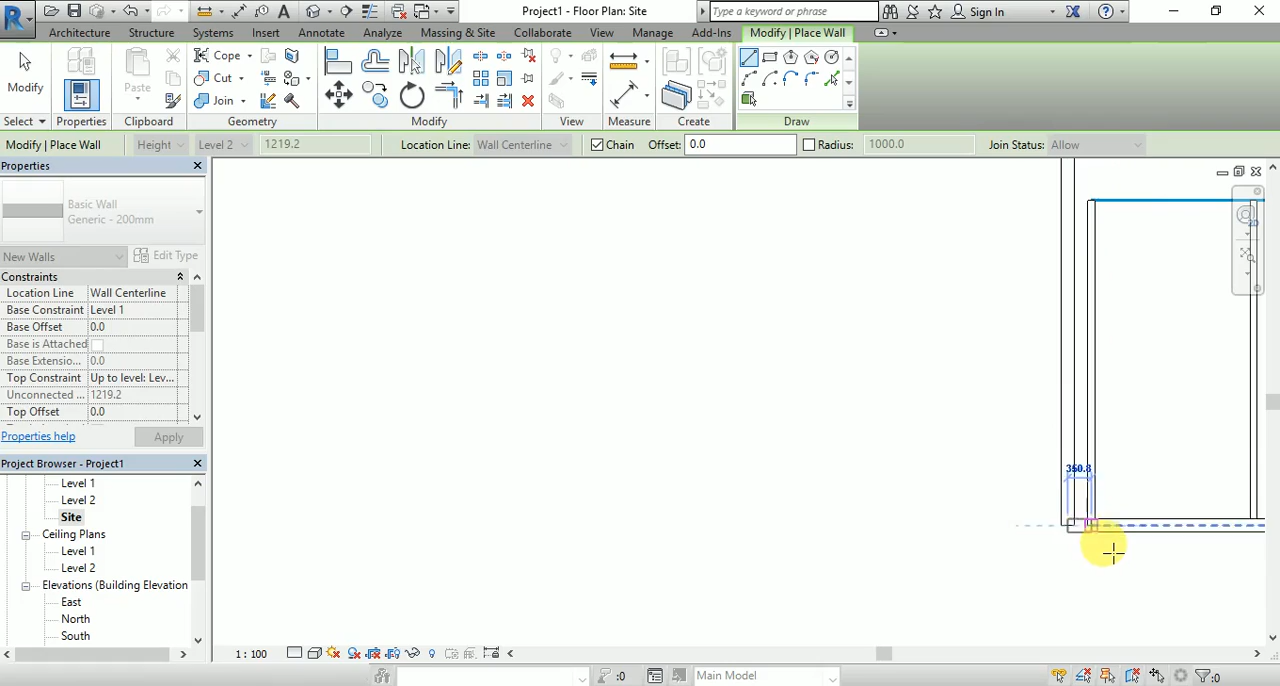 Project1 - Floor Plan: Site
Type a keyword or phrase
Sign In
Architecture
Structure
Systems
Insert
Annotate
Analyze
Massing & Site
Collaborate
View
Manage
Add-Ins
Modify | Place Wall
Modify
Paste
Cope
Cut
Join
Select
Properties
Clipboard
Geometry
Modify
View
Measure
Create
Draw
Modify | Place Wall
Height
Level 2
1219.2
Location Line:
Wall Centerline
Chain
Offset:
0.0
Radius:
1000.0
Join Status:
Allow
Properties
Basic Wall
Generic - 200mm
New Walls
Edit Type
Constraints
Location Line
Wall Centerline
Base Constraint
Level 1
Base Offset
0.0
Base is Attached
Base Extensio...
0.0
Top Constraint
Up to level: Lev...
Unconnected ...
1219.2
Top Offset
0.0
Properties help
Apply
Project Browser - Project1
Level 1
Level 2
Site
Ceiling Plans
Level 1
Level 2
Elevations (Building Elevation
East
North
South
2D
350.8
1 : 100
:0
Main Model
:0